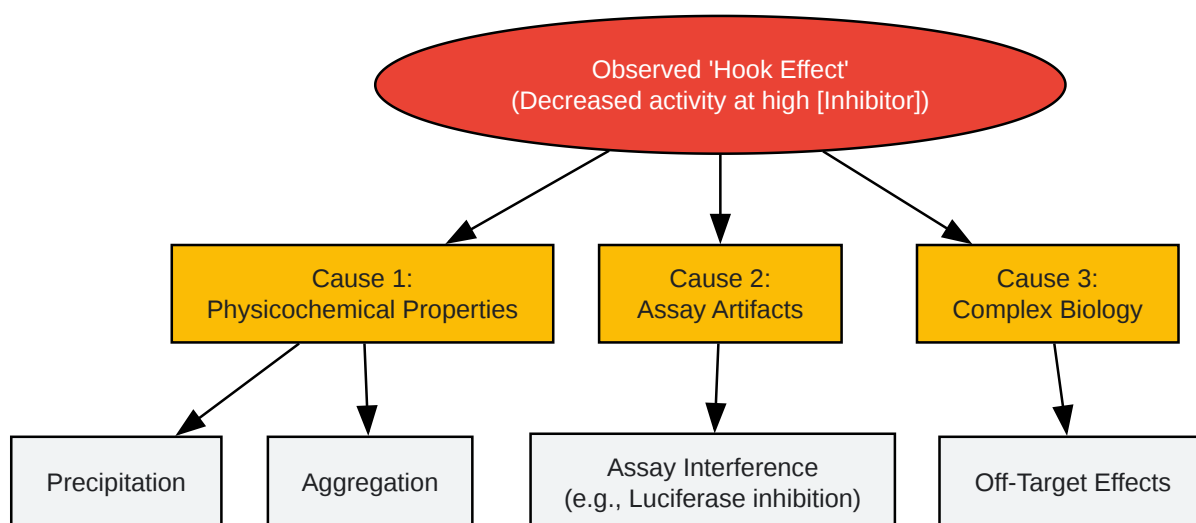 Observed 'Hook Effect'
(Decreased activity at high [Inhibitor])
Cause 1:
Physicochemical Properties
Cause 2:
Assay Artifacts
Cause 3:
Complex Biology
Precipitation
Aggregation
Assay Interference
(e.g., Luciferase inhibition)
Off-Target Effects